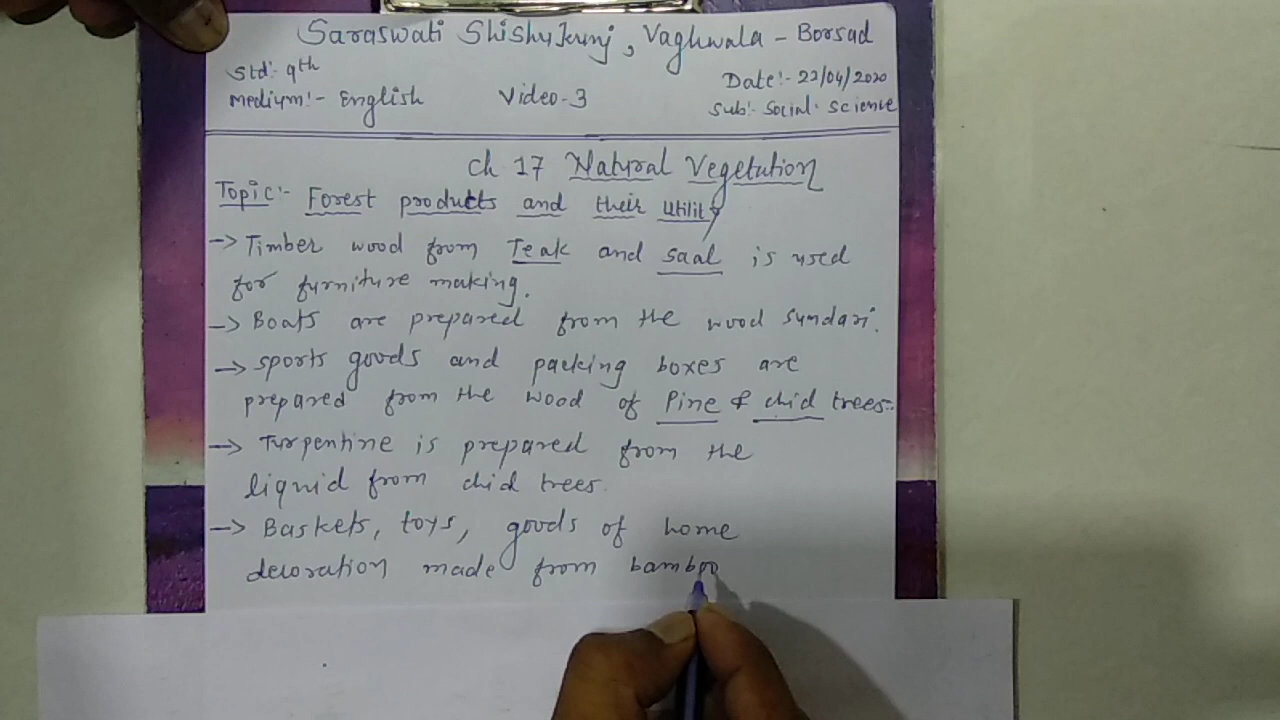 Saraswati Shishukunj, Vaghwala - Borsad
Std:- 9th
Date:- 22/04/2020
Medium:- English
Video-3
Sub:- Social. Science
Ch 17 Natural Vegetation
Topic:- Forest products and their Utility
-> Timber wood from Teak and saal is used
for furniture making.
-> Boats are prepared from the wood Sundari.
-> Sports goods and packing boxes are
prepared from the wood of Pine & chid trees.
-> Turpentine is prepared from the
liquid from chid trees.
-> Baskets, toys, goods of home
decoration made from bamboo